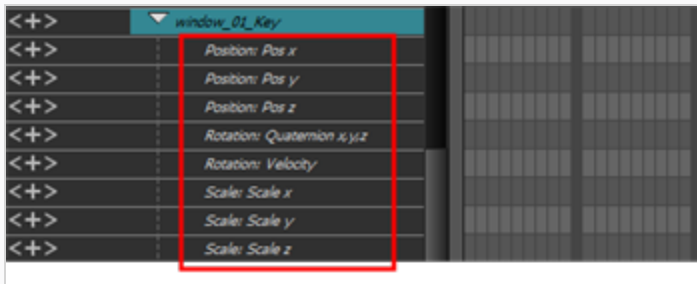 <+> window_01_Key
<+> Position: Pos x
<+> Position: Pos y
<+> Position: Pos z
<+> Rotation: Quaternion x,y,z
<+> Rotation: Velocity
<+> Scale: Scale x
<+> Scale: Scale y
<+> Scale: Scale z